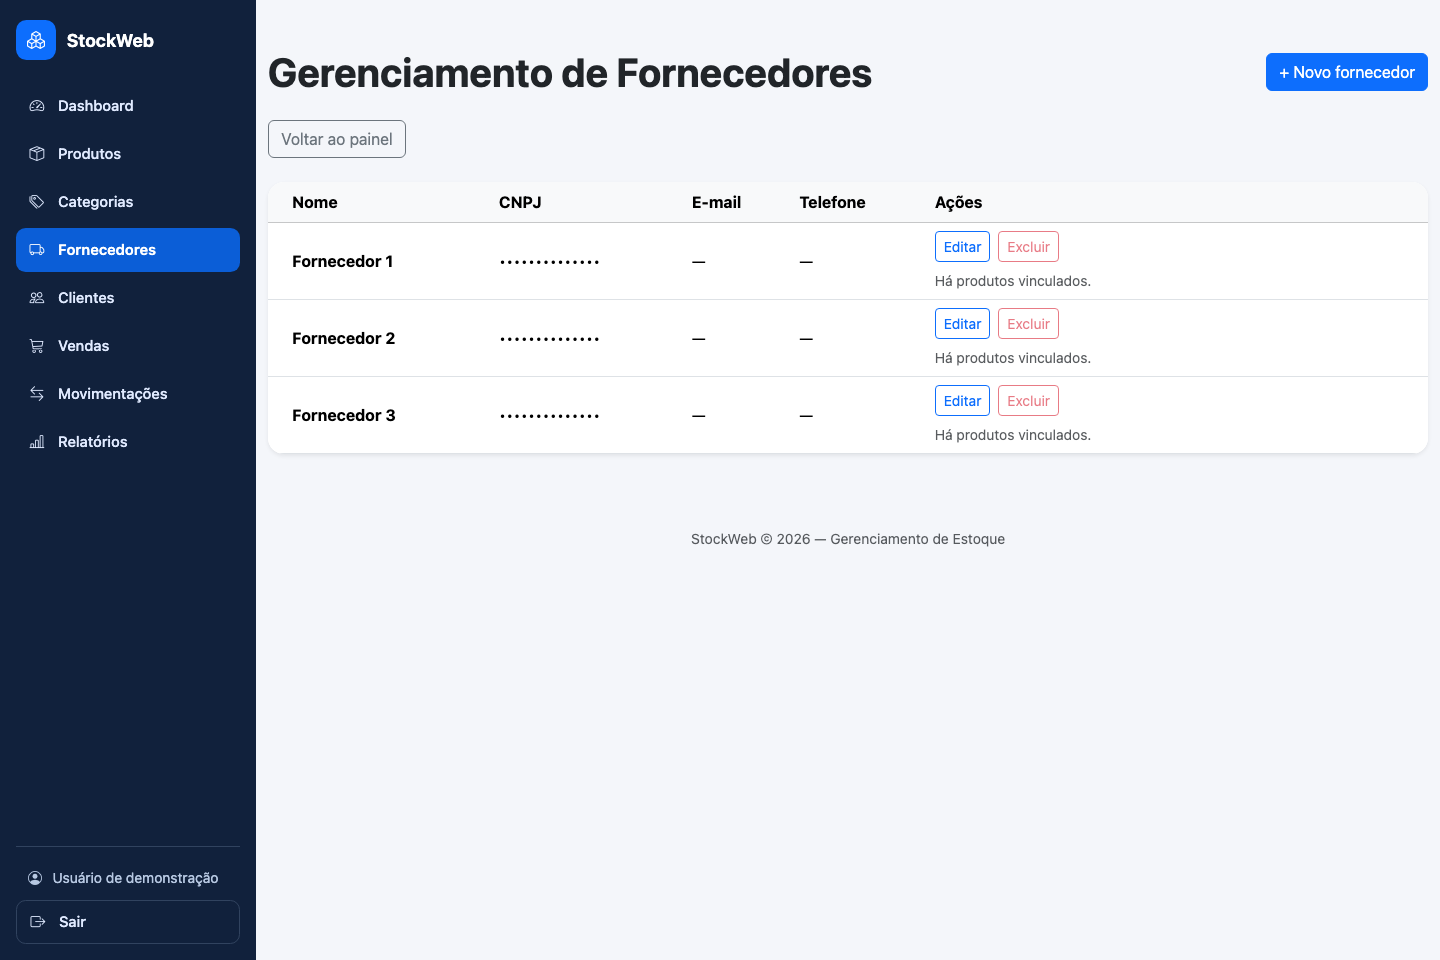 StockWeb
Dashboard
Produtos
Categorias
Fornecedores
Clientes
Vendas
Movimentações
Relatórios
Usuário de demonstração
Sair
Gerenciamento de Fornecedores
+ Novo fornecedor
Voltar ao painel
Nome CNPJ E-mail Telefone Ações
Fornecedor 1 •••••••••••••• — — Editar Excluir
Há produtos vinculados.
Fornecedor 2 •••••••••••••• — — Editar Excluir
Há produtos vinculados.
Fornecedor 3 •••••••••••••• — — Editar Excluir
Há produtos vinculados.
StockWeb © 2026 — Gerenciamento de Estoque